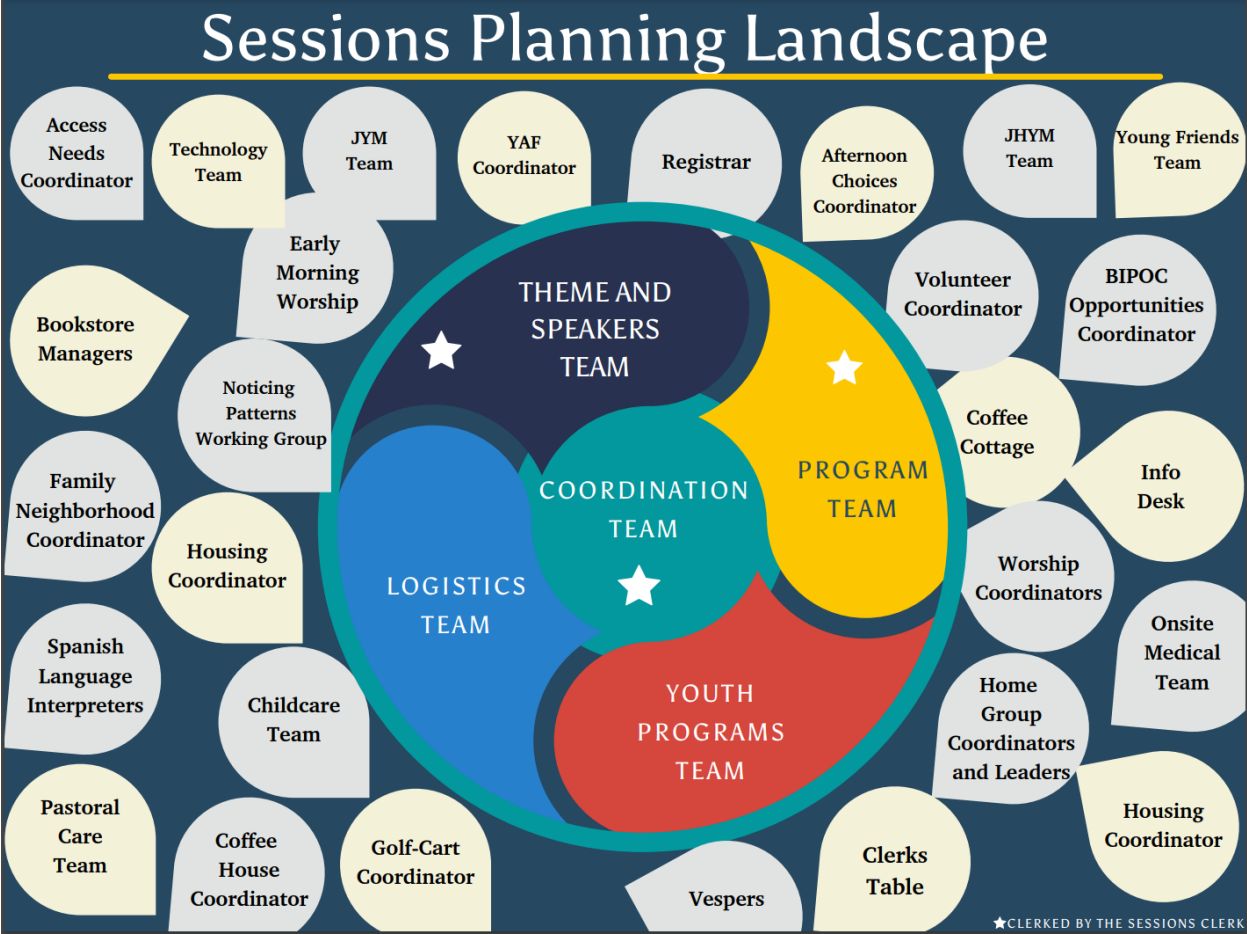 Sessions Planning Landscape
Access
Needs
Coordinator
Technology
Team
JYM
Team
YAF
Coordinator
Registrar
Afternoon
Choices
Coordinator
JHYM
Team
Young Friends
Team
Early
Morning
Worship
Volunteer
Coordinator
BIPOC
Opportunities
Coordinator
Bookstore
Managers
THEME AND
SPEAKERS
TEAM
Noticing
Patterns
Working Group
Coffee
Cottage
Info
Desk
PROGRAM
TEAM
COORDINATION
TEAM
Family
Neighborhood
Coordinator
Housing
Coordinator
LOGISTICS
TEAM
Worship
Coordinators
Onsite
Medical
Team
Spanish
Language
Interpreters
Childcare
Team
YOUTH
PROGRAMS
TEAM
Home
Group
Coordinators
and Leaders
Housing
Coordinator
Pastoral
Care
Team
Coffee
House
Coordinator
Golf-Cart
Coordinator
Vespers
Clerks
Table
CLERKED BY THE SESSIONS CLERK